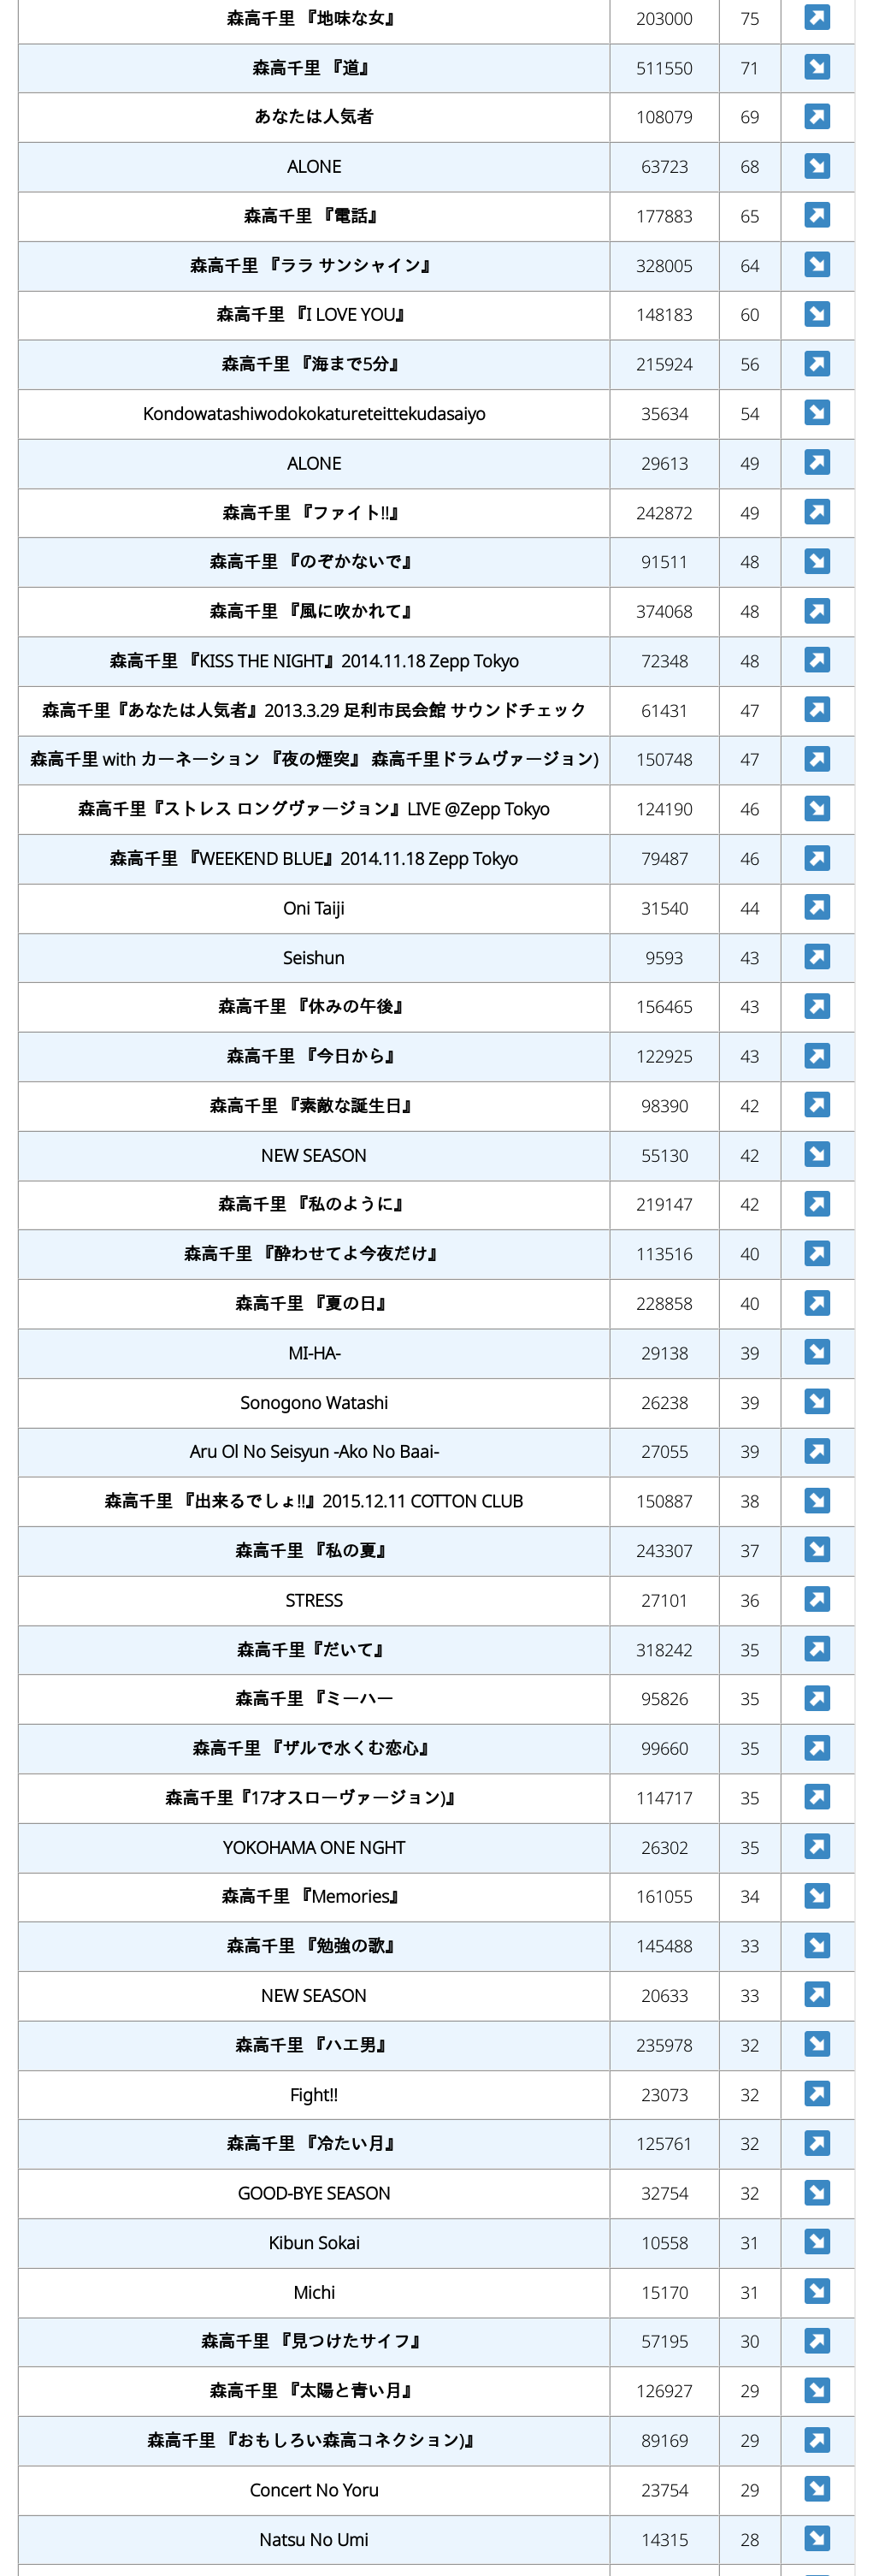 森高千里 『地味な女』 203000 75
森高千里 『道』 511550 71
あなたは人気者 108079 69
ALONE 63723 68
森高千里 『電話』 177883 65
森高千里 『ララ サンシャイン』 328005 64
森高千里 『I LOVE YOU』 148183 60
森高千里 『海まで5分』 215924 56
Kondowatashiwodokokatureteittekudasaiyo 35634 54
ALONE 29613 49
森高千里 『ファイト!!』 242872 49
森高千里 『のぞかないで』 91511 48
森高千里 『風に吹かれて』 374068 48
森高千里 『KISS THE NIGHT』2014.11.18 Zepp Tokyo 72348 48
森高千里『あなたは人気者』2013.3.29 足利市民会館 サウンドチェック 61431 47
森高千里 with カーネーション 『夜の煙突』 森高千里ドラムヴァージョン) 150748 47
森高千里『ストレス ロングヴァージョン』LIVE @Zepp Tokyo 124190 46
森高千里 『WEEKEND BLUE』2014.11.18 Zepp Tokyo 79487 46
Oni Taiji 31540 44
Seishun 9593 43
森高千里 『休みの午後』 156465 43
森高千里 『今日から』 122925 43
森高千里 『素敵な誕生日』 98390 42
NEW SEASON 55130 42
森高千里 『私のように』 219147 42
森高千里 『酔わせてよ今夜だけ』 113516 40
森高千里 『夏の日』 228858 40
MI-HA- 29138 39
Sonogono Watashi 26238 39
Aru Ol No Seisyun -Ako No Baai- 27055 39
森高千里 『出来るでしょ!!』2015.12.11 COTTON CLUB 150887 38
森高千里 『私の夏』 243307 37
STRESS 27101 36
森高千里『だいて』 318242 35
森高千里 『ミーハー 95826 35
森高千里 『ザルで水くむ恋心』 99660 35
森高千里『17才スローヴァージョン)』 114717 35
YOKOHAMA ONE NGHT 26302 35
森高千里 『Memories』 161055 34
森高千里 『勉強の歌』 145488 33
NEW SEASON 20633 33
森高千里 『ハエ男』 235978 32
Fight!! 23073 32
森高千里 『冷たい月』 125761 32
GOOD-BYE SEASON 32754 32
Kibun Sokai 10558 31
Michi 15170 31
森高千里 『見つけたサイフ』 57195 30
森高千里 『太陽と青い月』 126927 29
森高千里 『おもしろい森高コネクション)』 89169 29
Concert No Yoru 23754 29
Natsu No Umi 14315 28